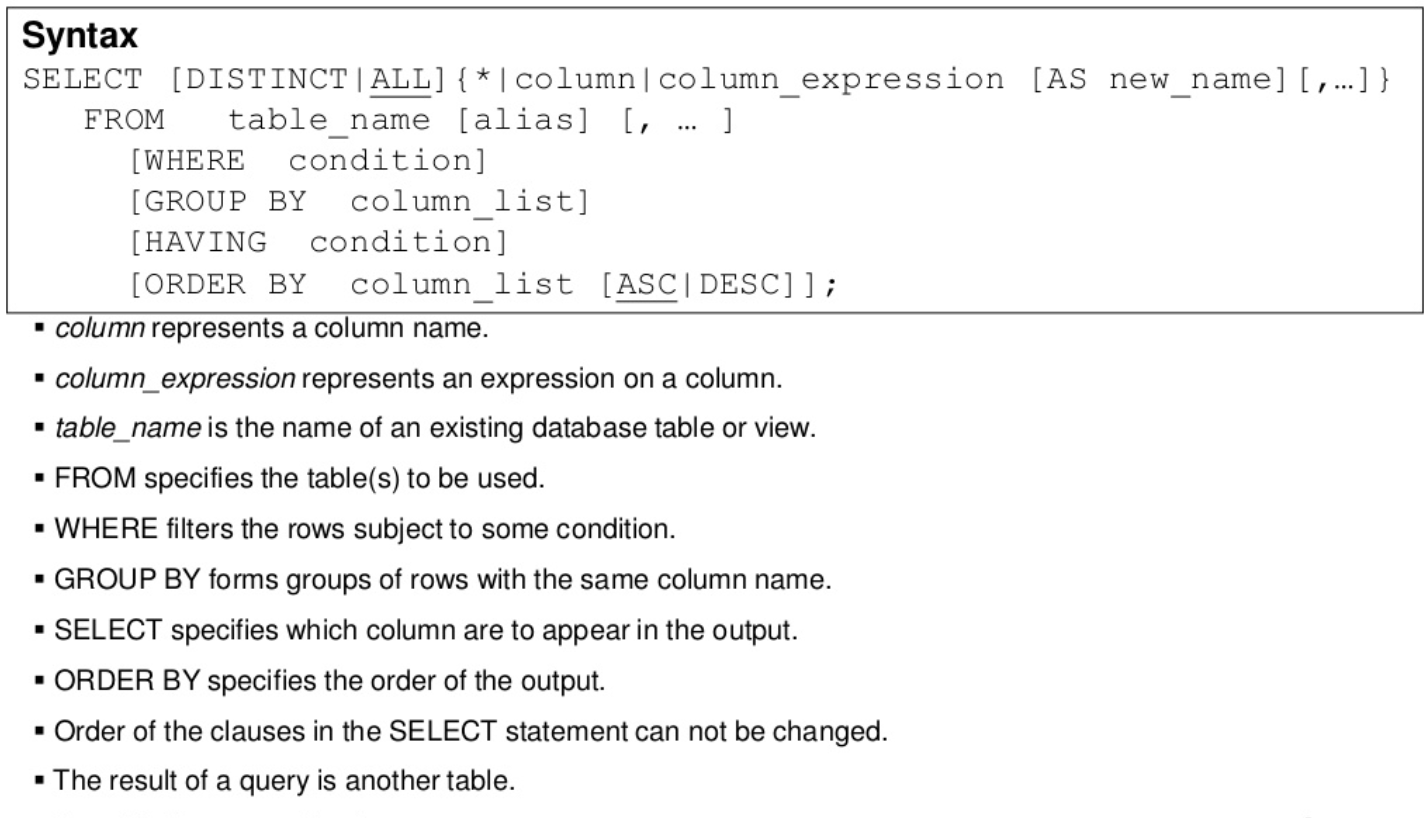 Syntax
SELECT [DISTINCT|ALL]{*|column|column_expression [AS new_name][,…]}
FROM table_name [alias] [, … ]
[WHERE condition]
[GROUP BY column_list]
[HAVING condition]
[ORDER BY column_list [ASC|DESC]];
▪ column represents a column name.
▪ column_expression represents an expression on a column.
▪ table_name is the name of an existing database table or view.
▪ FROM specifies the table(s) to be used.
▪ WHERE filters the rows subject to some condition.
▪ GROUP BY forms groups of rows with the same column name.
▪ SELECT specifies which column are to appear in the output.
▪ ORDER BY specifies the order of the output.
▪ Order of the clauses in the SELECT statement can not be changed.
▪ The result of a query is another table.